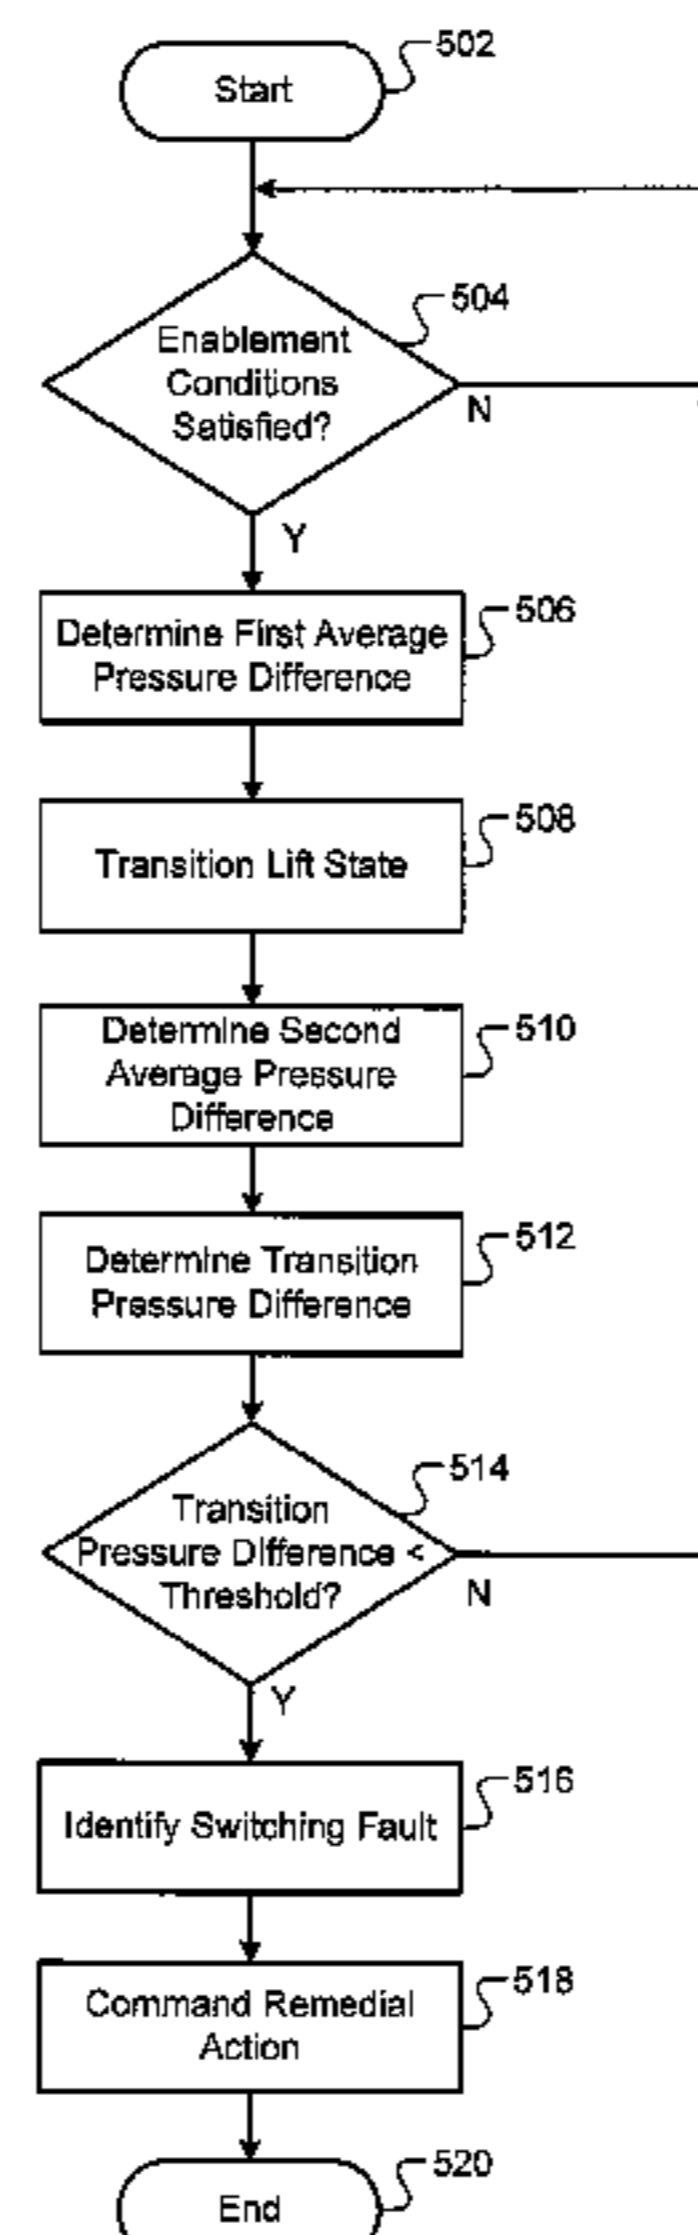 502
Start
504
Enablement
Conditions
Satisfied?
N
Y
506
Determine First Average
Pressure Difference
508
Transition Lift State
510
Determine Second
Average Pressure
Difference
512
Determine Transition
Pressure Difference
514
Transition
Pressure Difference <
Threshold?
N
Y
516
Identify Switching Fault
518
Command Remedial
Action
520
End